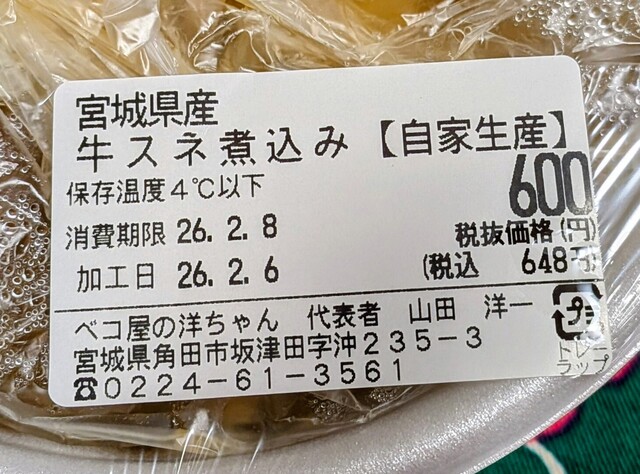 宮城県産
牛スネ煮込み【自家生産】
保存温度4℃以下
600
消費期限 26. 2. 8
税抜価格(円)
加工日 26. 2. 6
(税込 648円)
ベコ屋の洋ちゃん 代表者 山田 洋一
宮城県角田市坂津田字沖235-3
☎0224-61-3561
プラ
トレー
ラップ